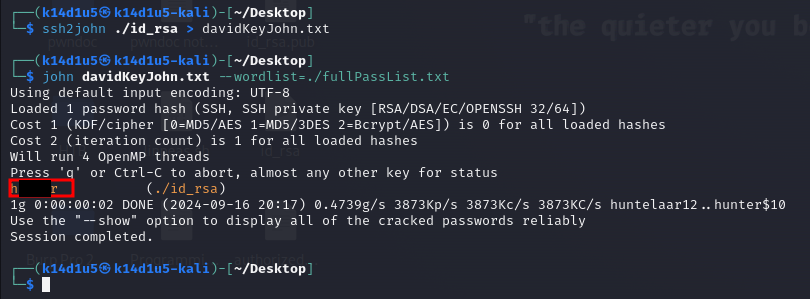 "the quieter you b
┌──(k14d1u5㉿k14d1u5-kali)-[~/Desktop]
└─$ ssh2john ./id_rsa > davidKeyJohn.txt
┌──(k14d1u5㉿k14d1u5-kali)-[~/Desktop]
└─$ john davidKeyJohn.txt --wordlist=./fullPassList.txt
Using default input encoding: UTF-8
Loaded 1 password hash (SSH, SSH private key [RSA/DSA/EC/OPENSSH 32/64])
Cost 1 (KDF/cipher [0=MD5/AES 1=MD5/3DES 2=Bcrypt/AES]) is 0 for all loaded hashes
Cost 2 (iteration count) is 1 for all loaded hashes
Will run 4 OpenMP threads
Press 'q' or Ctrl-C to abort, almost any other key for status
(./id_rsa)
1g 0:00:00:02 DONE (2024-09-16 20:17) 0.4739g/s 3873Kp/s 3873Kc/s 3873KC/s huntelaar12..hunter$10
Use the "--show" option to display all of the cracked passwords reliably
Session completed.
┌──(k14d1u5㉿k14d1u5-kali)-[~/Desktop]
└─$